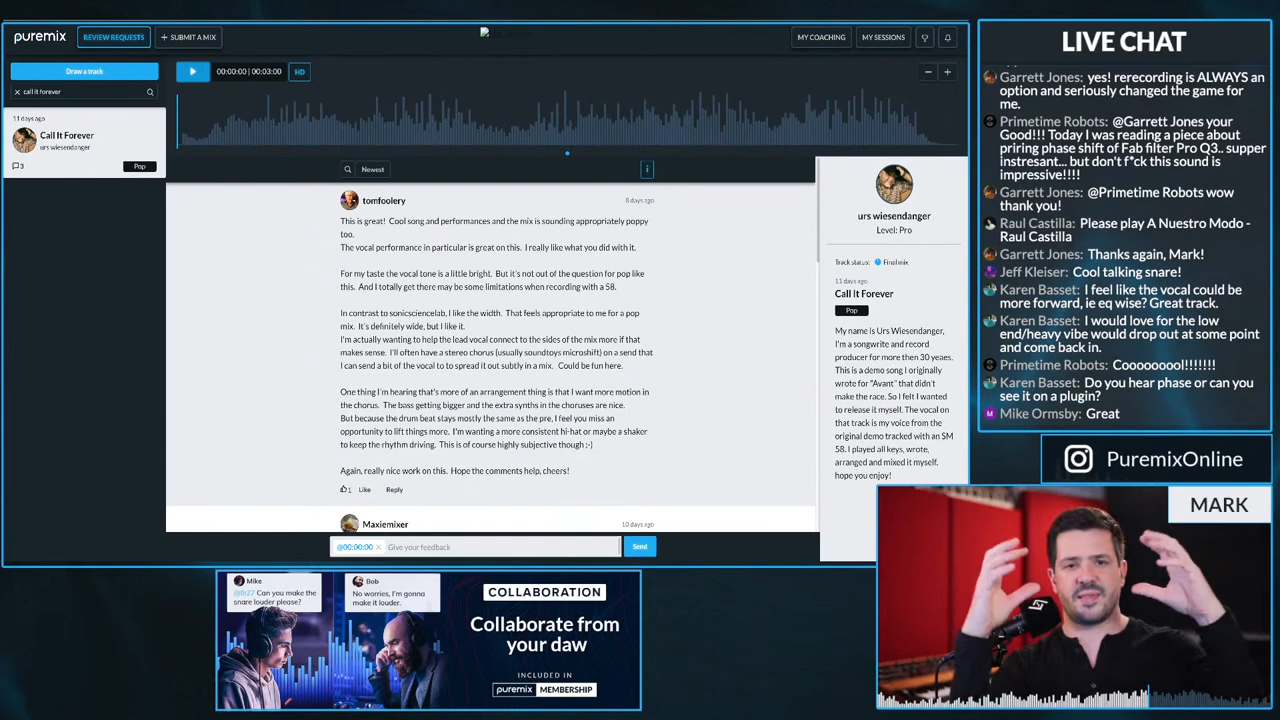 puremix
REVIEW REQUESTS
+ SUBMIT A MIX
MY COACHING
MY SESSIONS
Draw a track
× call it forever
11 days ago
Call It Forever
urs wiesendanger
3
Pop
00:00:00 | 00:03:00
HD
Newest
i
tomfoolery
8 days ago
This is great! Cool song and performances and the mix is sounding appropriately poppy
too.
The vocal performance in particular is great on this. I really like what you did with it.
For my taste the vocal tone is a little bright. But it's not out of the question for pop like
this. And I totally get there may be some limitations when recording with a 58.
In contrast to sonicsciencelab, I like the width. That feels appropriate to me for a pop
mix. It's definitely wide, but I like it.
I'm actually wanting to help the lead vocal connect to the sides of the mix more if that
makes sense. I'll often have a stereo chorus (usually soundtoys microshift) on a send that
I can send a bit of the vocal to to spread it out subtly in a mix. Could be fun here.
One thing I'm hearing that's more of an arrangement thing is that I want more motion in
the chorus. The bass getting bigger and the extra synths in the choruses are nice.
But because the drum beat stays mostly the same as the pre, I feel you miss an
opportunity to lift things more. I'm wanting a more consistent hi-hat or maybe a shaker
to keep the rhythm driving. This is of course highly subjective though ;-)
Again, really nice work on this. Hope the comments help, cheers!
1 Like Reply
Maxiemixer
10 days ago
@00:00:00 × Give your feedback
Send
urs wiesendanger
Level: Pro
Track status: Final mix
11 days ago
Call It Forever
Pop
My name is Urs Wiesendanger,
I'm a songwrite and record
producer for more then 30 yeaes.
This is a demo song I originally
wrote for "Avant" that didn't
make the race. So I felt I wanted
to release it myself. The vocal on
that track is my voice from the
original demo tracked with an SM
58. I played all keys, wrote,
arranged and mixed it myself.
hope you enjoy!
LIVE CHAT
Garrett Jones: yes! rerecording is ALWAYS an
option and seriously changed the game for
me.
Primetime Robots: @Garrett Jones your
Good!!! Today I was reading a piece about
priring phase shift of Fab filter Pro Q3.. supper
instresant... but don't f*ck this sound is
impressive!!!!
Garrett Jones: @Primetime Robots wow
thank you!
Raul Castilla: Please play A Nuestro Modo -
Raul Castilla
Garrett Jones: Thanks again, Mark!
Jeff Kleiser: Cool talking snare!
Karen Basset: I feel like the vocal could be
more forward, ie eq wise? Great track.
Karen Basset: I would love for the low
end/heavy vibe would drop out at some point
and come back in.
Primetime Robots: Cooooooool!!!!!!!
Karen Basset: Do you hear phase or can you
see it on a plugin?
M Mike Ormsby: Great
PuremixOnline
MARK
Mike
@0:27 Can you make the
snare louder please?
Bob
No worries, I'm gonna
make it louder.
COLLABORATION
Collaborate from
your daw
INCLUDED IN
puremix MEMBERSHIP